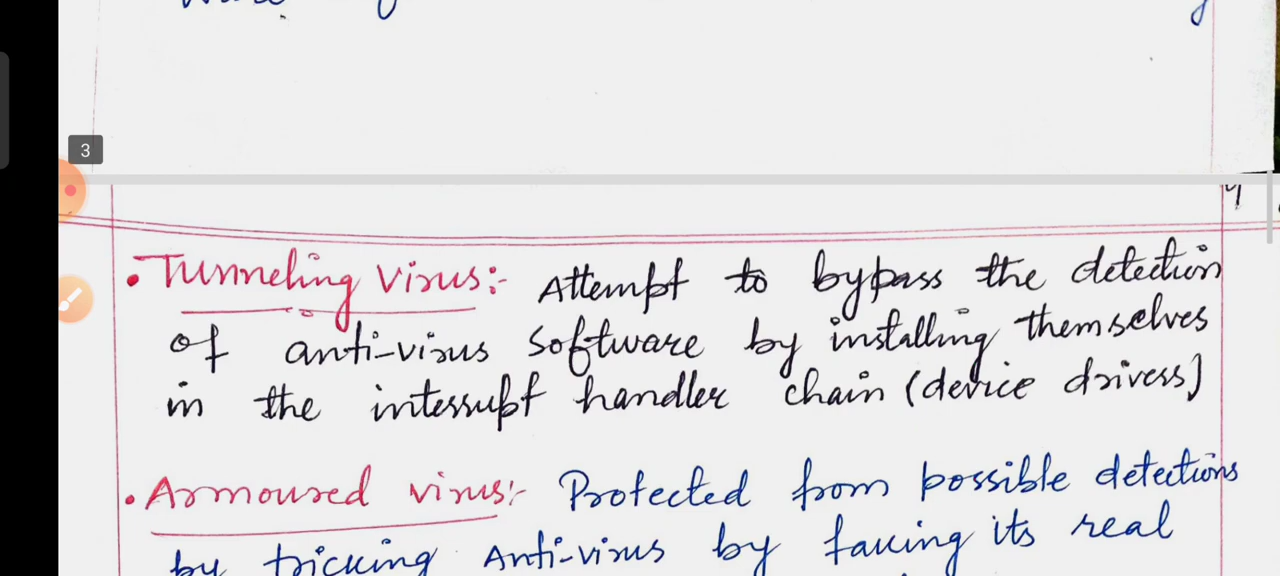 3
• Tunneling Virus:- Attempt to bypass the detection
of anti-virus software by installing themselves
in the interrupt handler chain (device drivers)
• Armoured virus:- Protected from possible detections
by tricking Anti-virus by faking its real